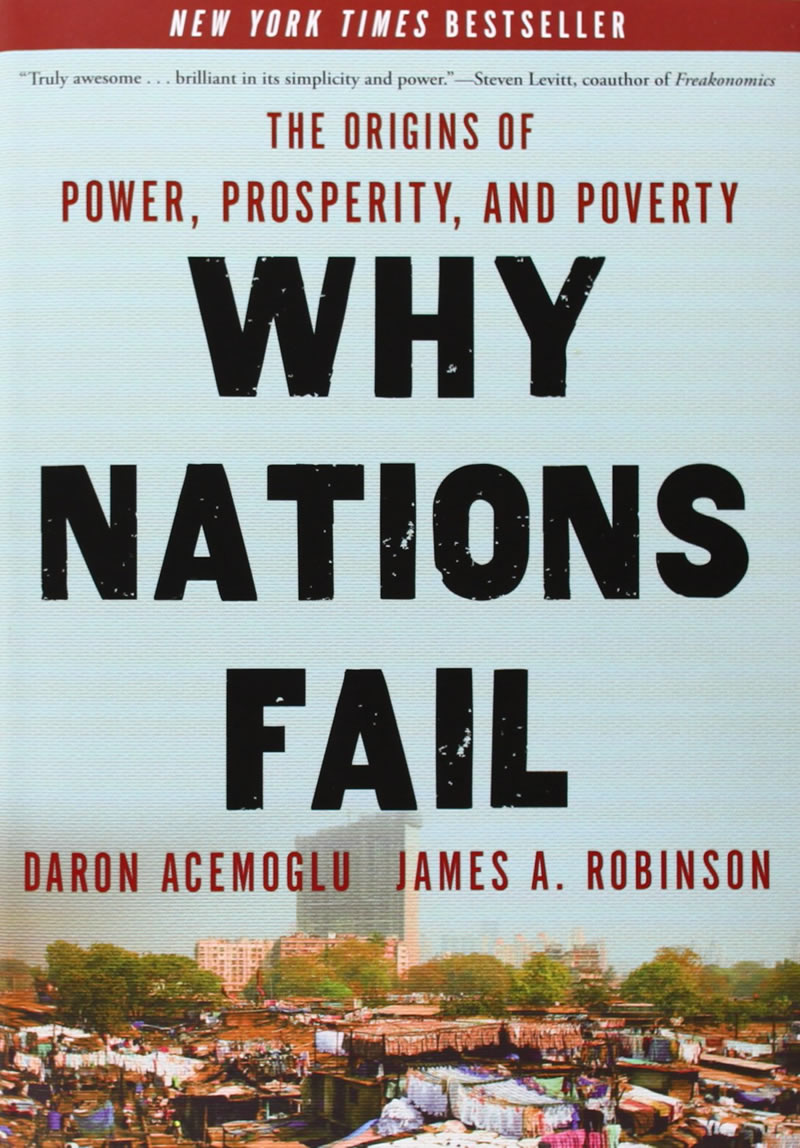 NEW YORK TIMES BESTSELLER
“Truly awesome . . . brilliant in its simplicity and power.”—Steven Levitt, coauthor of Freakonomics
THE ORIGINS OF
POWER, PROSPERITY, AND POVERTY
WHY
NATIONS
FAIL
DARON ACEMOGLU JAMES A. ROBINSON